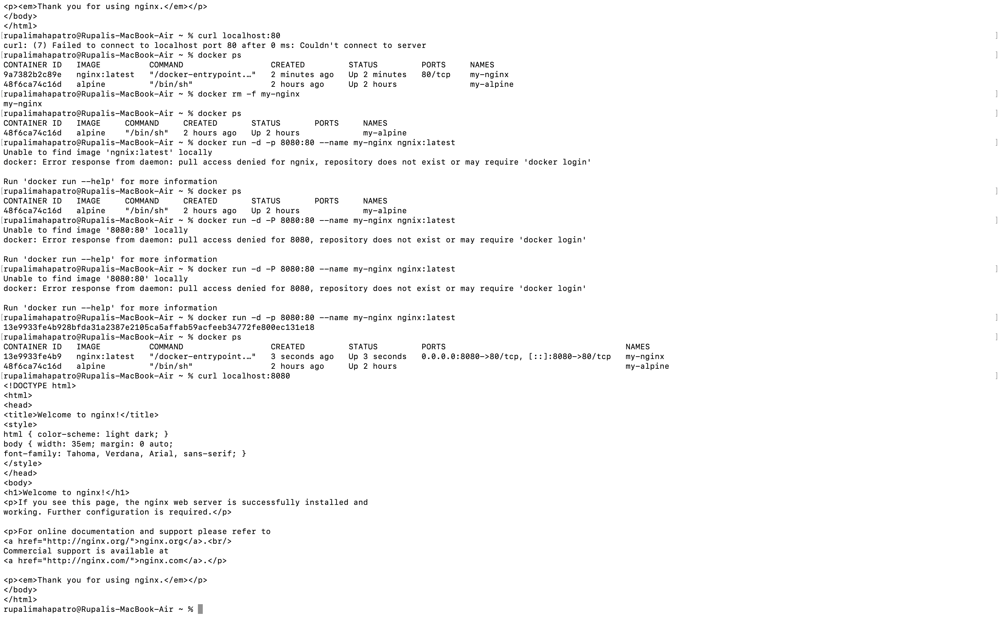 <p><em>Thank you for using nginx.</em></p>
</body>
</html>
[rupalimahapatro@Rupalis-MacBook-Air ~ % curl localhost:80 ]
curl: (7) Failed to connect to localhost port 80 after 0 ms: Couldn't connect to server
[rupalimahapatro@Rupalis-MacBook-Air ~ % docker ps ]
CONTAINER ID   IMAGE          COMMAND                  CREATED         STATUS         PORTS     NAMES
9a7382b2c89e   nginx:latest   "/docker-entrypoint.…"   2 minutes ago   Up 2 minutes   80/tcp    my-nginx
48f6ca74c16d   alpine         "/bin/sh"                2 hours ago     Up 2 hours               my-alpine
[rupalimahapatro@Rupalis-MacBook-Air ~ % docker rm -f my-nginx ]
my-nginx
[rupalimahapatro@Rupalis-MacBook-Air ~ % docker ps ]
CONTAINER ID   IMAGE     COMMAND     CREATED       STATUS       PORTS     NAMES
48f6ca74c16d   alpine    "/bin/sh"   2 hours ago   Up 2 hours             my-alpine
[rupalimahapatro@Rupalis-MacBook-Air ~ % docker run -d -p 8080:80 --name my-nginx ngnix:latest ]
Unable to find image 'ngnix:latest' locally
docker: Error response from daemon: pull access denied for ngnix, repository does not exist or may require 'docker login'

Run 'docker run --help' for more information
[rupalimahapatro@Rupalis-MacBook-Air ~ % docker ps ]
CONTAINER ID   IMAGE     COMMAND     CREATED       STATUS       PORTS     NAMES
48f6ca74c16d   alpine    "/bin/sh"   2 hours ago   Up 2 hours             my-alpine
[rupalimahapatro@Rupalis-MacBook-Air ~ % docker run -d -P 8080:80 --name my-nginx ngnix:latest ]
Unable to find image '8080:80' locally
docker: Error response from daemon: pull access denied for 8080, repository does not exist or may require 'docker login'

Run 'docker run --help' for more information
[rupalimahapatro@Rupalis-MacBook-Air ~ % docker run -d -P 8080:80 --name my-nginx nginx:latest ]
Unable to find image '8080:80' locally
docker: Error response from daemon: pull access denied for 8080, repository does not exist or may require 'docker login'

Run 'docker run --help' for more information
[rupalimahapatro@Rupalis-MacBook-Air ~ % docker run -d -p 8080:80 --name my-nginx nginx:latest ]
13e9933fe4b928bfda31a2387e2105ca5affab59acfeeb34772fe800ec131e18
[rupalimahapatro@Rupalis-MacBook-Air ~ % docker ps ]
CONTAINER ID   IMAGE          COMMAND                  CREATED         STATUS         PORTS                                     NAMES
13e9933fe4b9   nginx:latest   "/docker-entrypoint.…"   3 seconds ago   Up 3 seconds   0.0.0.0:8080->80/tcp, [::]:8080->80/tcp   my-nginx
48f6ca74c16d   alpine         "/bin/sh"                2 hours ago     Up 2 hours                                               my-alpine
[rupalimahapatro@Rupalis-MacBook-Air ~ % curl localhost:8080 ]
<!DOCTYPE html>
<html>
<head>
<title>Welcome to nginx!</title>
<style>
html { color-scheme: light dark; }
body { width: 35em; margin: 0 auto;
font-family: Tahoma, Verdana, Arial, sans-serif; }
</style>
</head>
<body>
<h1>Welcome to nginx!</h1>
<p>If you see this page, the nginx web server is successfully installed and
working. Further configuration is required.</p>

<p>For online documentation and support please refer to
<a href="http://nginx.org/">nginx.org</a>.<br/>
Commercial support is available at
<a href="http://nginx.com/">nginx.com</a>.</p>

<p><em>Thank you for using nginx.</em></p>
</body>
</html>
rupalimahapatro@Rupalis-MacBook-Air ~ %